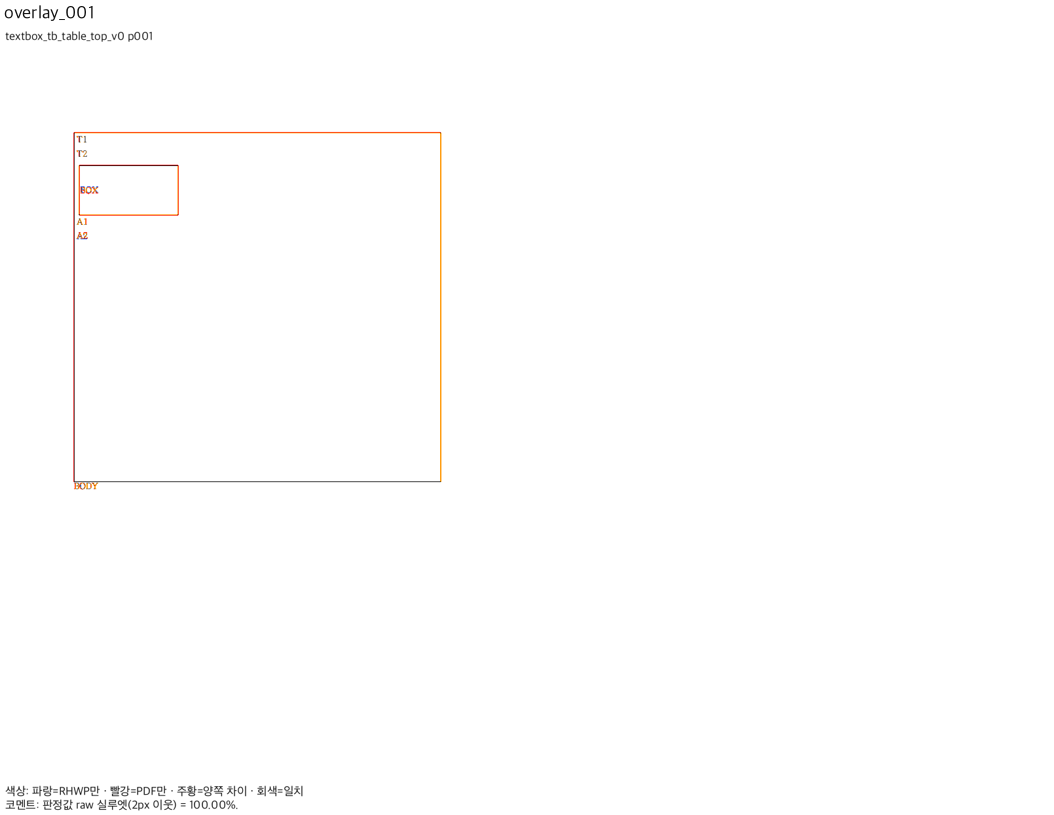 overlay_001
textbox_tb_table_top_v0 p001
T1
T2
BOX
A1
A2
BODY
색상: 파랑=RHWP만 · 빨강=PDF만 · 주황=양쪽 차이 · 회색=일치
코멘트: 판정값 raw 실루엣(2px 이웃) = 100.00%.